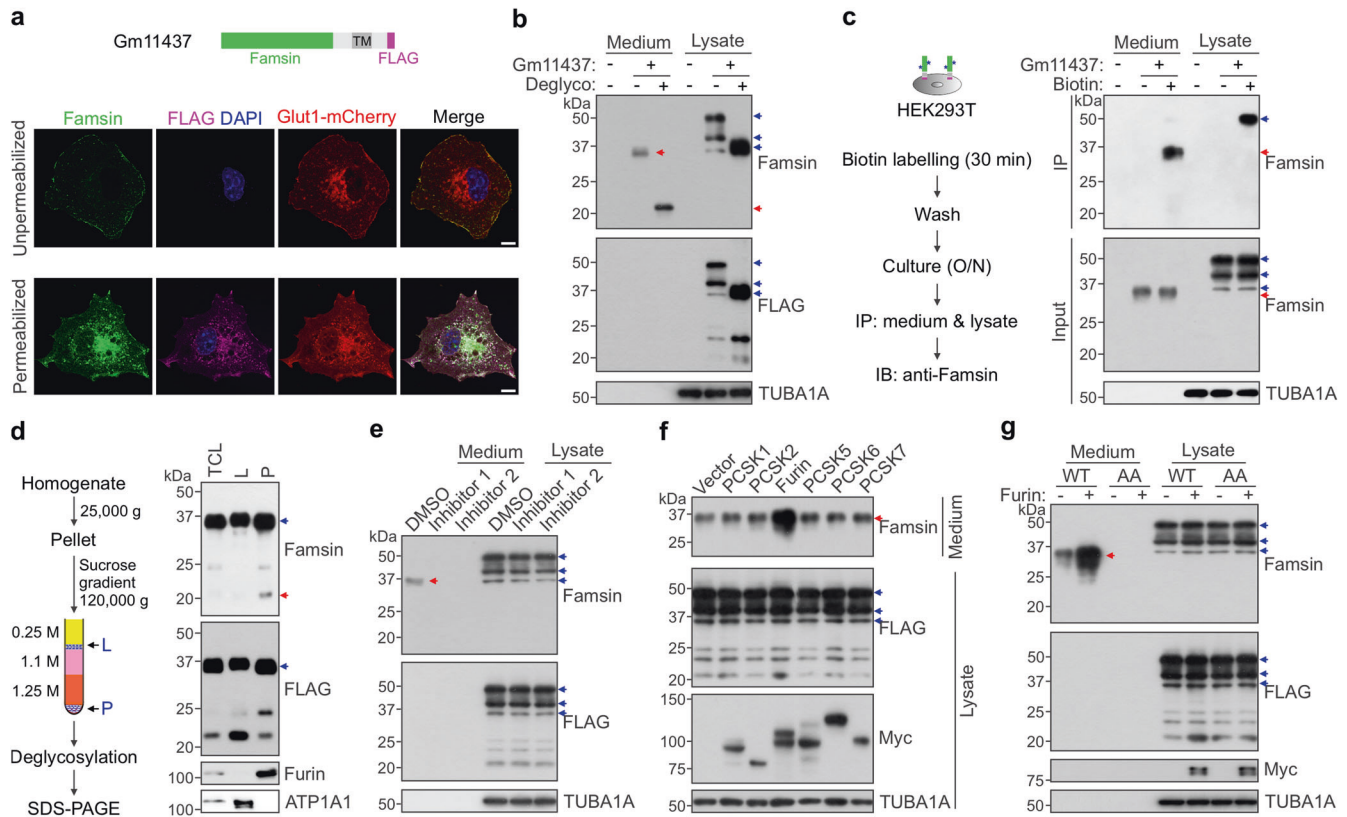 a
Gm11437
TM
Famsin
FLAG
Famsin
FLAG DAPI
Glut1-mCherry
Merge
Unpermeabilized
Permeabilized
b
Medium Lysate
Gm11437: - + - +
Deglyco: - - + - - +
kDa
50
37
25
20
Famsin
50
37
25
20
FLAG
50
TUBA1A
c
HEK293T
Biotin labelling (30 min)
Wash
Culture (O/N)
IP: medium & lysate
IB: anti-Famsin
Medium Lysate
Gm11437: - + - +
Biotin: - - + - - +
kDa
IP
50
37
25
20
Famsin
Input
50
37
25
20
Famsin
50
TUBA1A
d
Homogenate
25,000 g
Pellet
Sucrose
gradient
120,000 g
0.25 M
L
1.1 M
1.25 M
P
Deglycosylation
SDS-PAGE
kDa
TCL
L
P
50
37
25
20
Famsin
50
37
25
20
FLAG
100
Furin
100
ATP1A1
e
Medium
Lysate
DMSO
Inhibitor 1
Inhibitor 2
DMSO
Inhibitor 1
Inhibitor 2
kDa
50
37
25
20
Famsin
50
37
25
20
FLAG
50
TUBA1A
f
Vector
PCSK1
PCSK2
Furin
PCSK5
PCSK6
PCSK7
kDa
37
25
Famsin
Medium
50
37
25
20
FLAG
Lysate
150
100
75
Myc
50
TUBA1A
g
Medium Lysate
WT AA WT AA
Furin: - + - + - + - +
kDa
50
37
25
20
Famsin
50
37
25
20
FLAG
75
Myc
50
TUBA1A